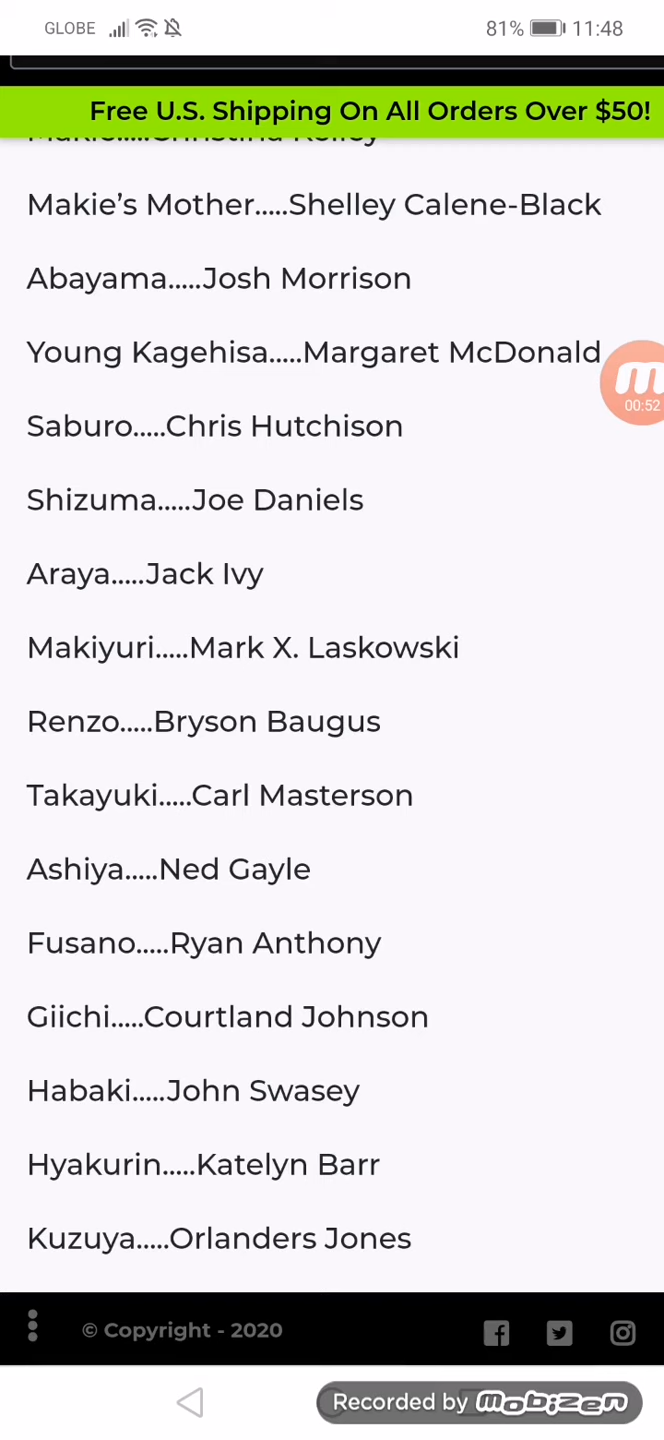 GLOBE 81% 11:48
Free U.S. Shipping On All Orders Over $50!
Makie.....Christina Kelley
Makie’s Mother.....Shelley Calene-Black
Abayama.....Josh Morrison
Young Kagehisa.....Margaret McDonald
00:52
Saburo.....Chris Hutchison
Shizuma.....Joe Daniels
Araya.....Jack Ivy
Makiyuri.....Mark X. Laskowski
Renzo.....Bryson Baugus
Takayuki.....Carl Masterson
Ashiya.....Ned Gayle
Fusano.....Ryan Anthony
Giichi.....Courtland Johnson
Habaki.....John Swasey
Hyakurin.....Katelyn Barr
Kuzuya.....Orlanders Jones
© Copyright - 2020
Recorded by mobizen